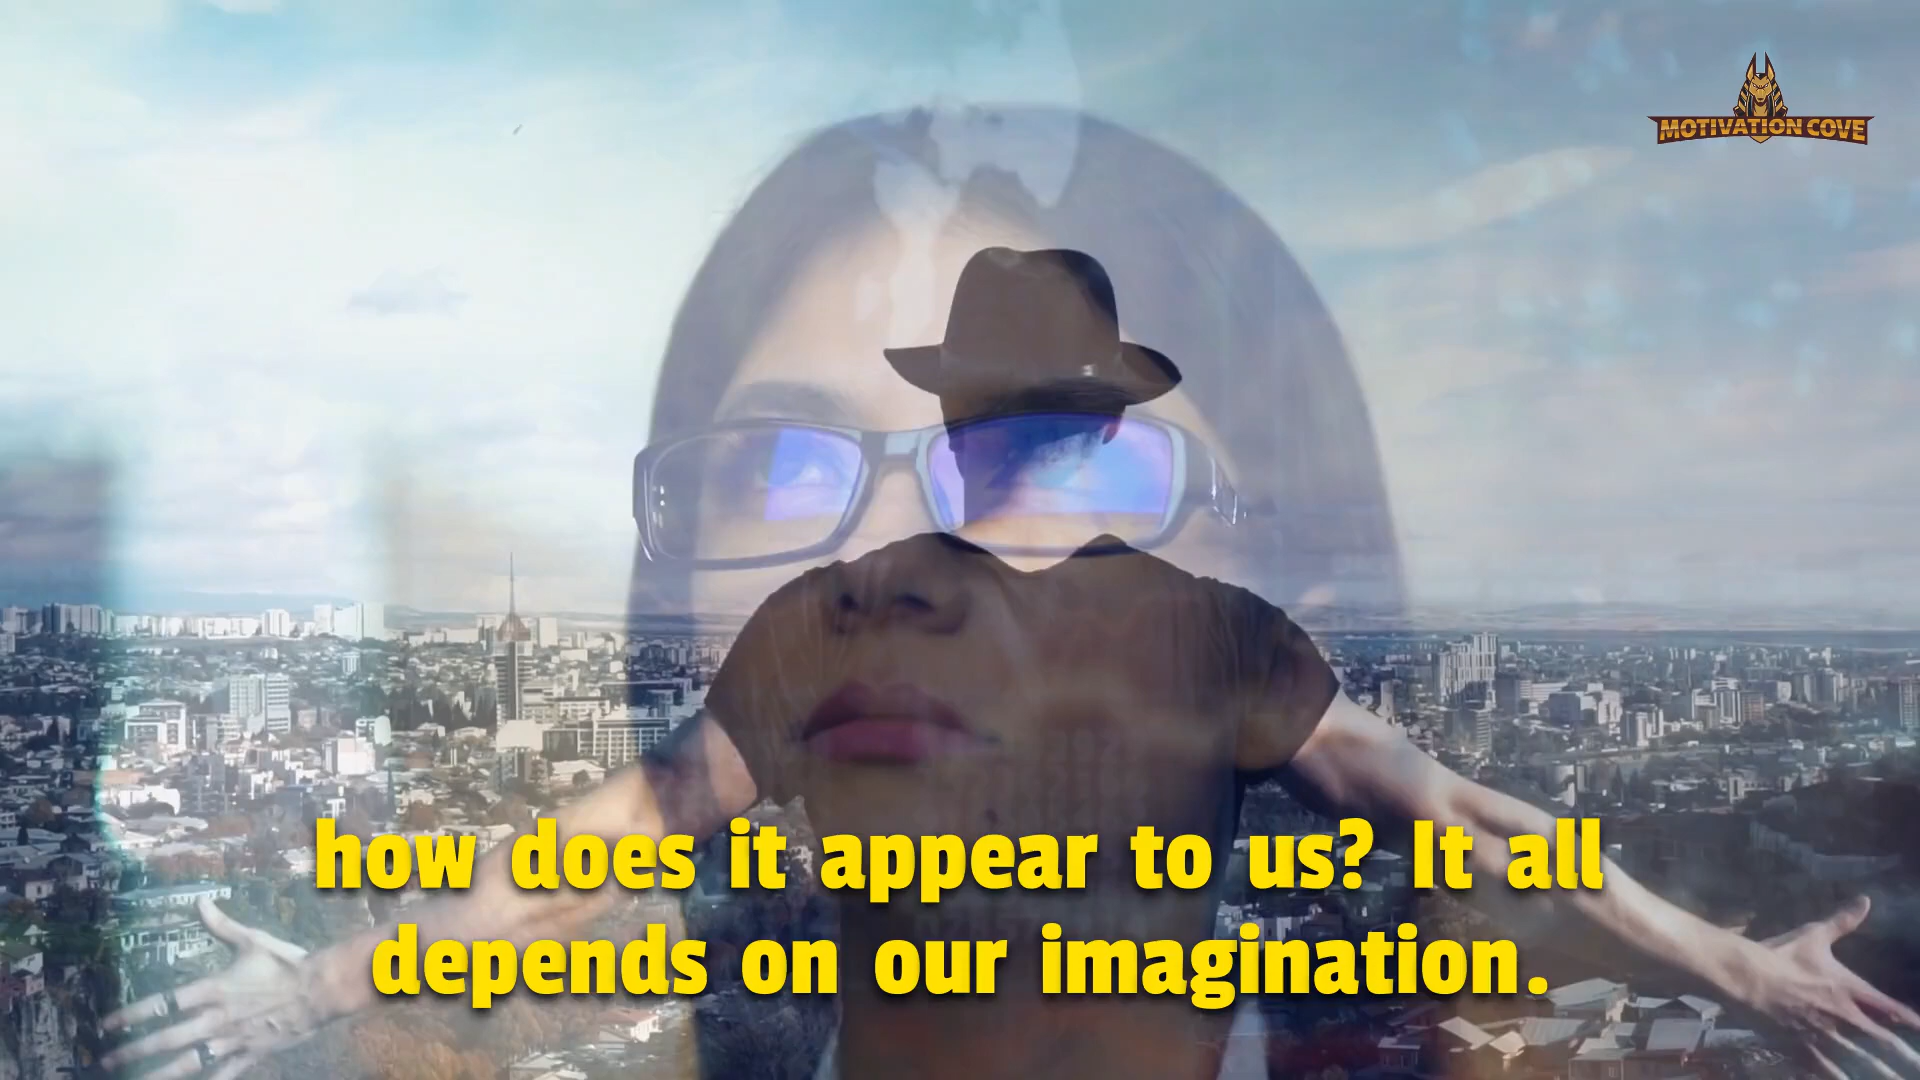 MOTIVATION COVE
how does it appear to us? It all
depends on our imagination.